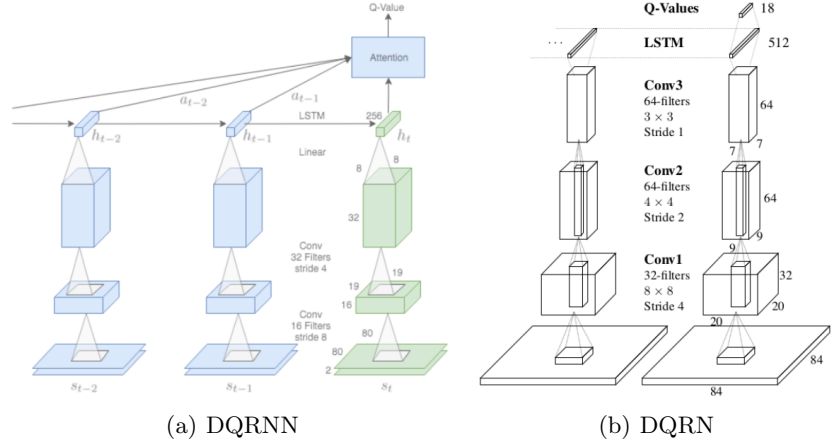 Q-Value
Attention
a_{t-2}
a_{t-1}
LSTM
256
h_{t-2}
h_{t-1}
h_t
Linear
8
8
32
Conv
32 Filters
stride 4
19
19
16
Conv
16 Filters
stride 8
80
80
2
s_{t-2}
s_{t-1}
s_t
(a) DQRNN
Q-Values
18
...
LSTM
512
Conv3
64-filters
3 × 3
Stride 1
64
7
7
Conv2
64-filters
4 × 4
Stride 2
64
9
9
Conv1
32-filters
8 × 8
Stride 4
32
20
20
84
84
(b) DQRN